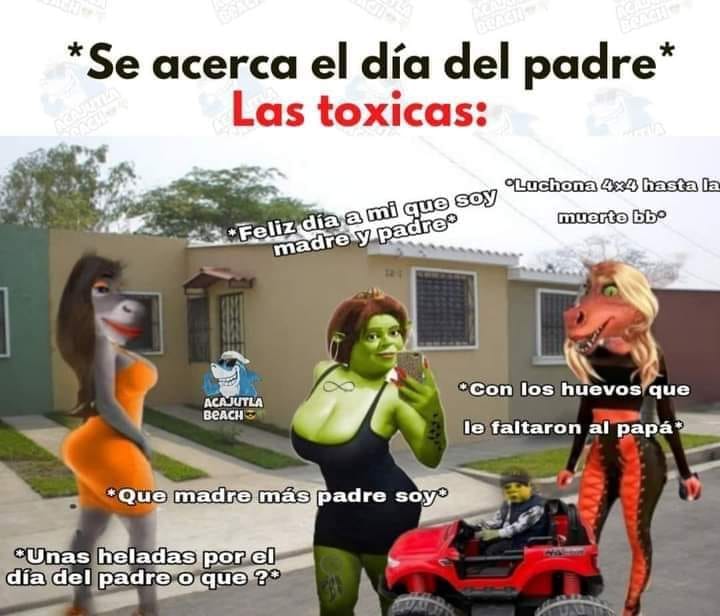 *Se acerca el día del padre*
Las toxicas:
*Feliz día a mi que soy
madre y padre*
*Luchona 4x4 hasta la
muerte bb*
ACAJUTLA
BEACH
*Con los huevos que
le faltaron al papá*
*Que madre más padre soy*
*Unas heladas por el
día del padre o que ?*